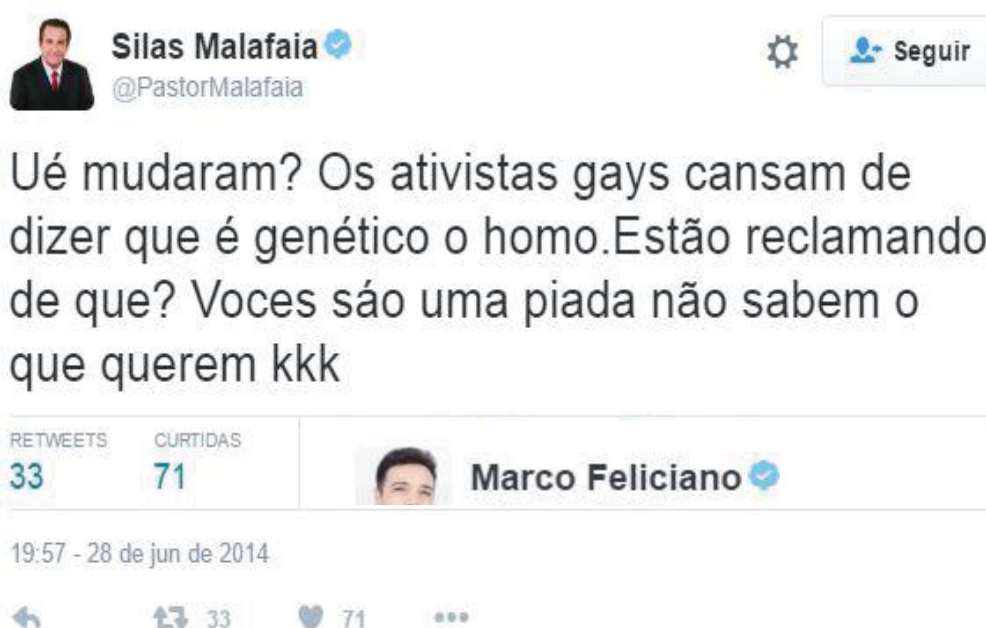 Silas Malafaia
@PastorMalafaia
Seguir
Ué mudaram? Os ativistas gays cansam de
dizer que é genético o homo.Estão reclamando
de que? Voces sáo uma piada não sabem o
que querem kkk
RETWEETS CURTIDAS
33 71
Marco Feliciano
19:57 - 28 de jun de 2014
33 71